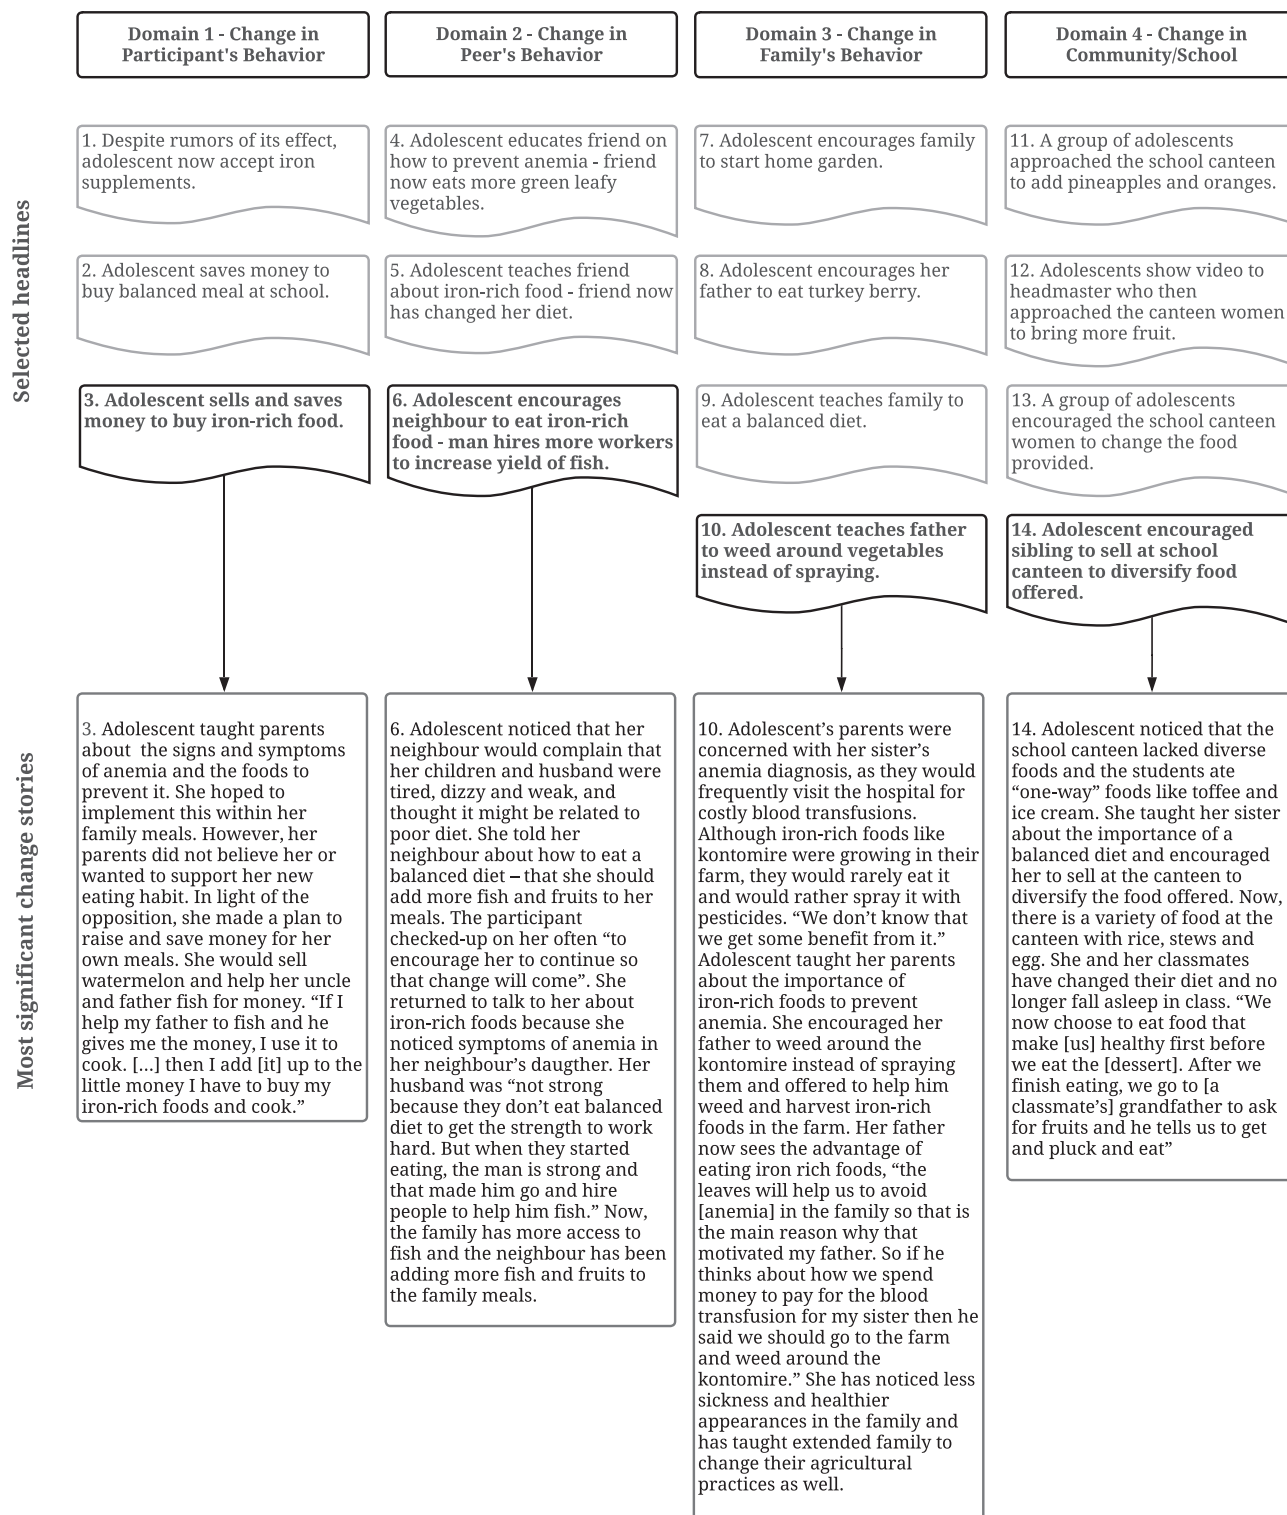 Domain 1 - Change in
Participant's Behavior
Domain 2 - Change in
Peer's Behavior
Domain 3 - Change in
Family's Behavior
Domain 4 - Change in
Community/School
Selected headlines
1. Despite rumors of its effect,
adolescent now accept iron
supplements.
4. Adolescent educates friend on
how to prevent anemia - friend
now eats more green leafy
vegetables.
7. Adolescent encourages family
to start home garden.
11. A group of adolescents
approached the school canteen
to add pineapples and oranges.
2. Adolescent saves money to
buy balanced meal at school.
5. Adolescent teaches friend
about iron-rich food - friend now
has changed her diet.
8. Adolescent encourages her
father to eat turkey berry.
12. Adolescents show video to
headmaster who then
approached the canteen women
to bring more fruit.
3. Adolescent sells and saves
money to buy iron-rich food.
6. Adolescent encourages
neighbour to eat iron-rich
food - man hires more workers
to increase yield of fish.
9. Adolescent teaches family to
eat a balanced diet.
13. A group of adolescents
encouraged the school canteen
women to change the food
provided.
10. Adolescent teaches father
to weed around vegetables
instead of spraying.
14. Adolescent encouraged
sibling to sell at school
canteen to diversify food
offered.
Most significant change stories
3. Adolescent taught parents
about the signs and symptoms
of anemia and the foods to
prevent it. She hoped to
implement this within her
family meals. However, her
parents did not believe her or
wanted to support her new
eating habit. In light of the
opposition, she made a plan to
raise and save money for her
own meals. She would sell
watermelon and help her uncle
and father fish for money. “If I
help my father to fish and he
gives me the money, I use it to
cook. [...] then I add [it] up to the
little money I have to buy my
iron-rich foods and cook.”
6. Adolescent noticed that her
neighbour would complain that
her children and husband were
tired, dizzy and weak, and
thought it might be related to
poor diet. She told her
neighbour about how to eat a
balanced diet – that she should
add more fish and fruits to her
meals. The participant
checked-up on her often “to
encourage her to continue so
that change will come”. She
returned to talk to her about
iron-rich foods because she
noticed symptoms of anemia in
her neighbour's daugther. Her
husband was “not strong
because they don’t eat balanced
diet to get the strength to work
hard. But when they started
eating, the man is strong and
that made him go and hire
people to help him fish.” Now,
the family has more access to
fish and the neighbour has been
adding more fish and fruits to
the family meals.
10. Adolescent’s parents were
concerned with her sister’s
anemia diagnosis, as they would
frequently visit the hospital for
costly blood transfusions.
Although iron-rich foods like
kontomire were growing in their
farm, they would rarely eat it
and would rather spray it with
pesticides. “We don’t know that
we get some benefit from it.”
Adolescent taught her parents
about the importance of
iron-rich foods to prevent
anemia. She encouraged her
father to weed around the
kontomire instead of spraying
them and offered to help him
weed and harvest iron-rich
foods in the farm. Her father
now sees the advantage of
eating iron rich foods, “the
leaves will help us to avoid
[anemia] in the family so that is
the main reason why that
motivated my father. So if he
thinks about how we spend
money to pay for the blood
transfusion for my sister then he
said we should go to the farm
and weed around the
kontomire.” She has noticed less
sickness and healthier
appearances in the family and
has taught extended family to
change their agricultural
practices as well.
14. Adolescent noticed that the
school canteen lacked diverse
foods and the students ate
“one-way” foods like toffee and
ice cream. She taught her sister
about the importance of a
balanced diet and encouraged
her to sell at the canteen to
diversify the food offered. Now,
there is a variety of food at the
canteen with rice, stews and
egg. She and her classmates
have changed their diet and no
longer fall asleep in class. “We
now choose to eat food that
make [us] healthy first before
we eat the [dessert]. After we
finish eating, we go to [a
classmate’s] grandfather to ask
for fruits and he tells us to get
and pluck and eat”